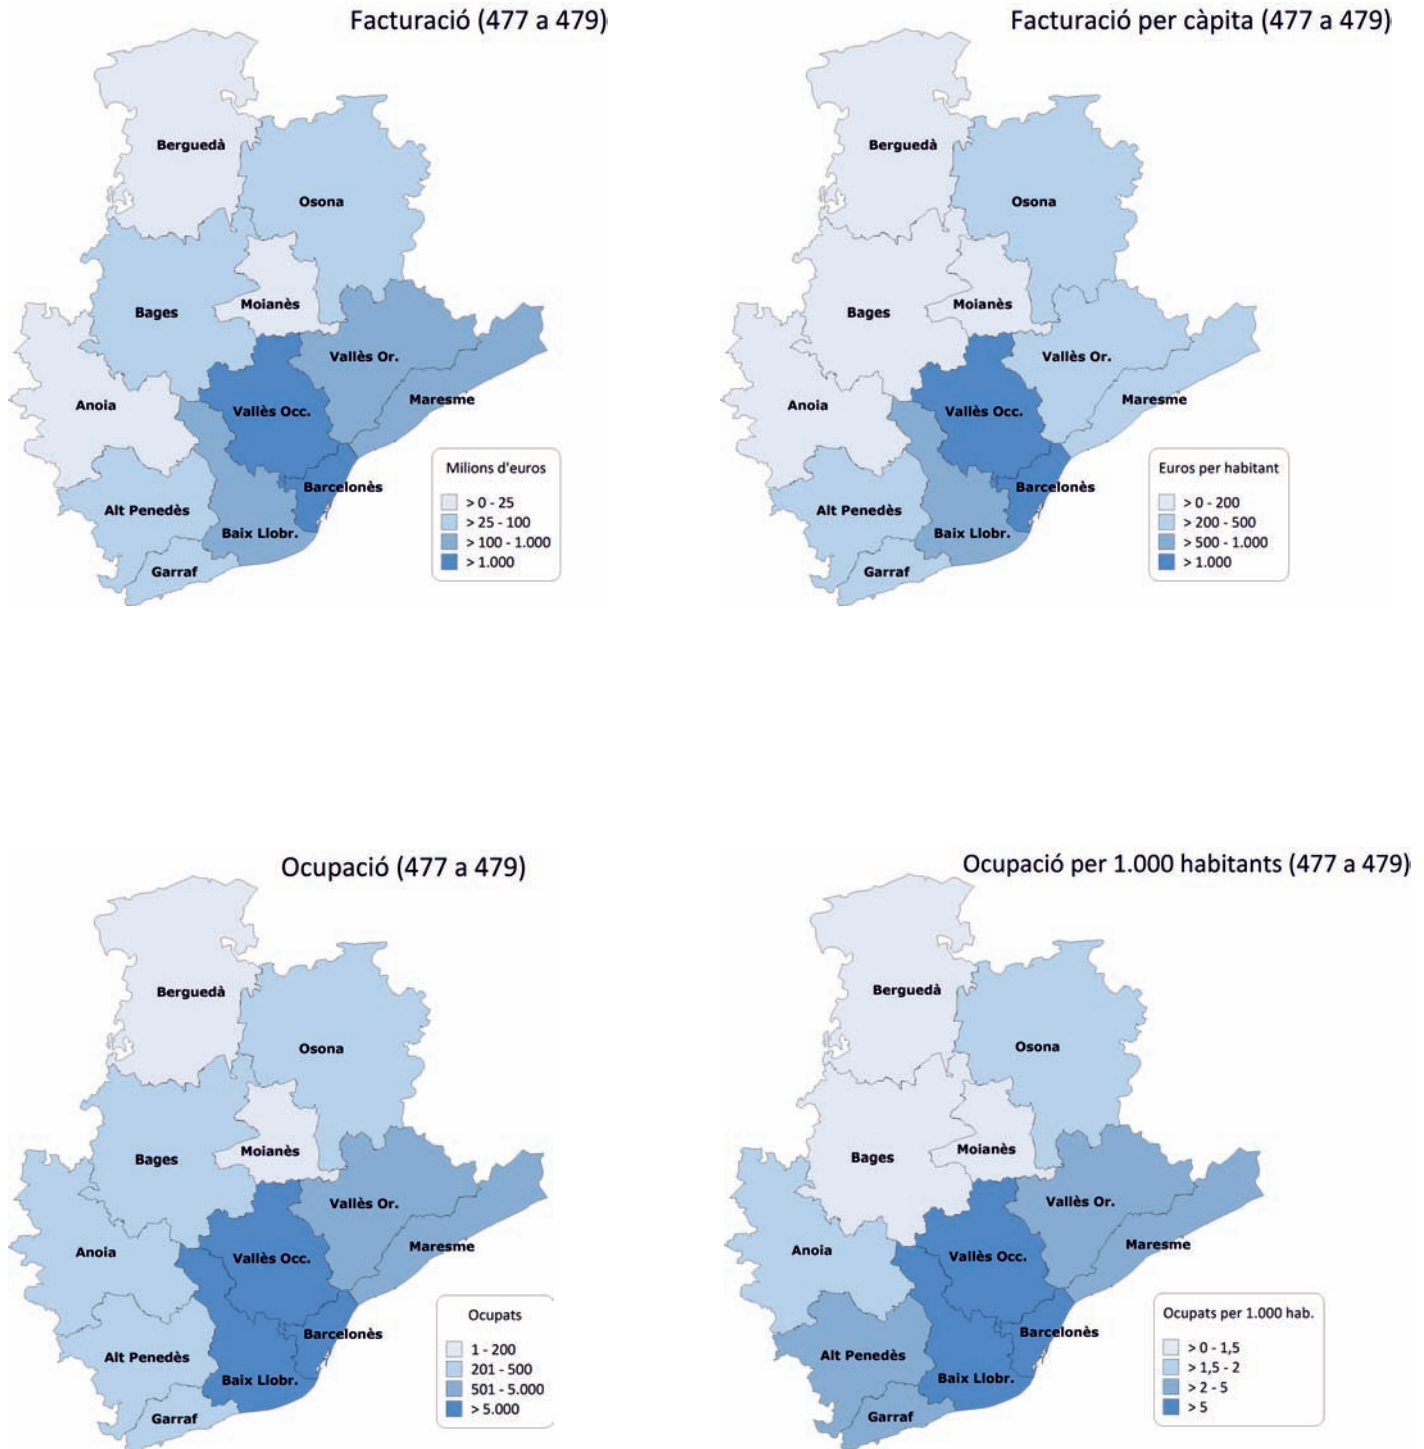 Facturació (477 a 479)
Berguedà
Osona
Moianès
Bages
Vallès Or.
Maresme
Anoia
Vallès Occ.
Barcelonès
Alt Penedès
Baix Llobr.
Garraf
Milions d'euros
> 0 - 25
> 25 - 100
> 100 - 1.000
> 1.000
Facturació per càpita (477 a 479)
Berguedà
Osona
Moianès
Bages
Vallès Or.
Maresme
Anoia
Vallès Occ.
Barcelonès
Alt Penedès
Baix Llobr.
Garraf
Euros per habitant
> 0 - 200
> 200 - 500
> 500 - 1.000
> 1.000
Ocupació (477 a 479)
Berguedà
Osona
Moianès
Bages
Vallès Or.
Maresme
Anoia
Vallès Occ.
Barcelonès
Alt Penedès
Baix Llobr.
Garraf
Ocupats
1 - 200
201 - 500
501 - 5.000
> 5.000
Ocupació per 1.000 habitants (477 a 479)
Berguedà
Osona
Moianès
Bages
Vallès Or.
Maresme
Anoia
Vallès Occ.
Barcelonès
Alt Penedès
Baix Llobr.
Garraf
Ocupats per 1.000 hab.
> 0 - 1,5
> 1,5 - 2
> 2 - 5
> 5